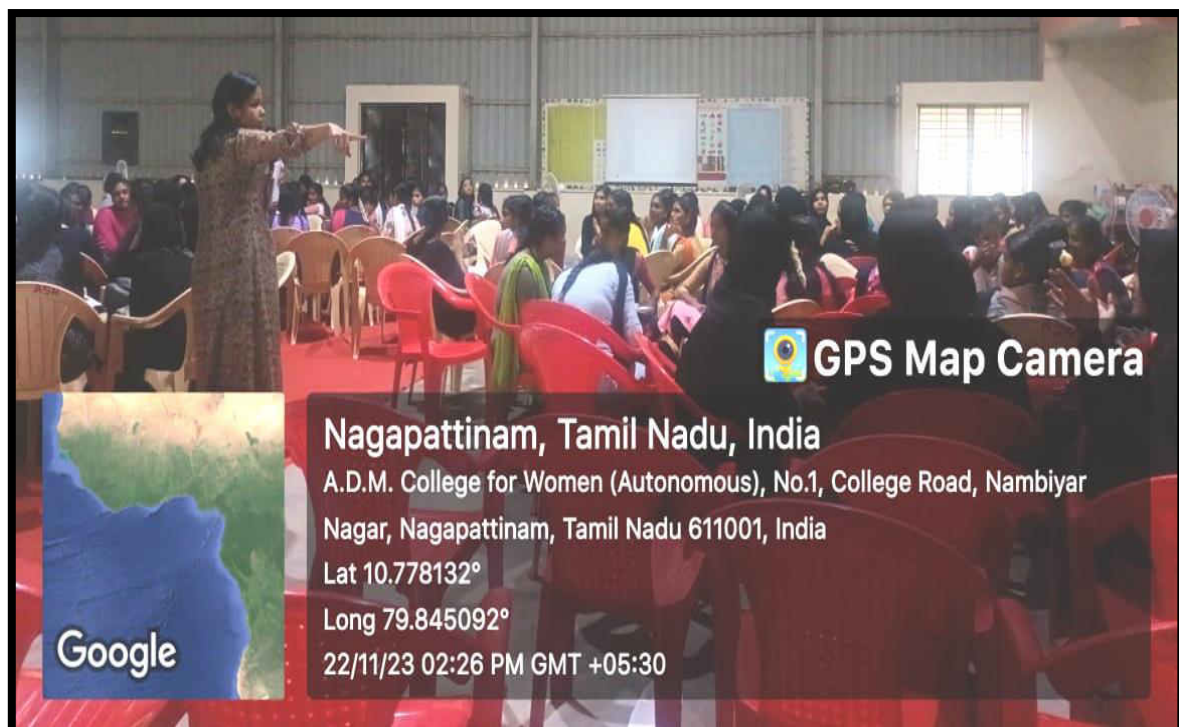 GPS Map Camera
Nagapattinam, Tamil Nadu, India
A.D.M. College for Women (Autonomous), No.1, College Road, Nambiyar
Nagar, Nagapattinam, Tamil Nadu 611001, India
Lat 10.778132°
Long 79.845092°
22/11/23 02:26 PM GMT +05:30
Google